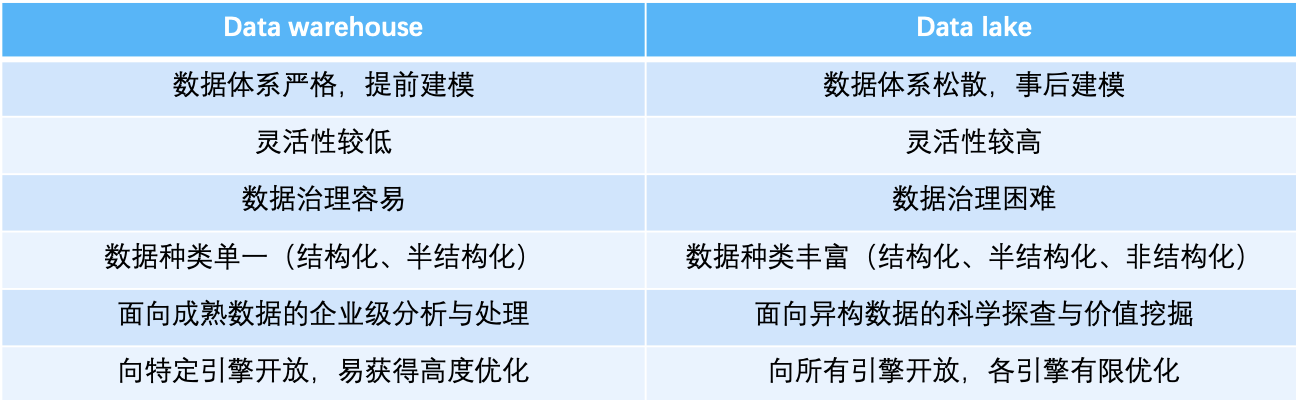 Data warehouse
Data lake
数据体系严格，提前建模
数据体系松散，事后建模
灵活性较低
灵活性较高
数据治理容易
数据治理困难
数据种类单一（结构化、半结构化）
数据种类丰富（结构化、半结构化、非结构化）
面向成熟数据的企业级分析与处理
面向异构数据的科学探查与价值挖掘
向特定引擎开放，易获得高度优化
向所有引擎开放，各引擎有限优化